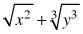 √x² + ∛y³